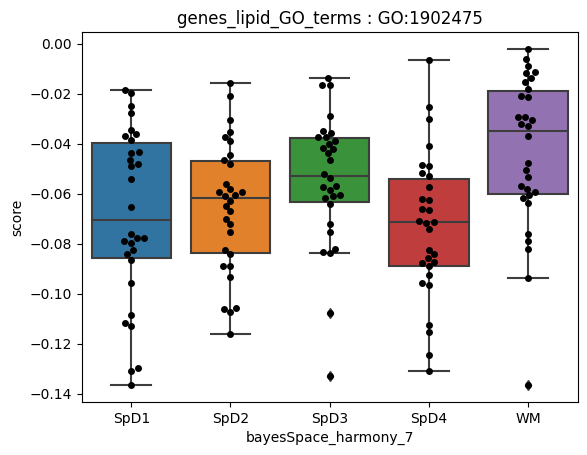 genes_lipid_GO_terms : GO:1902475
0.00
−0.02
−0.04
−0.06
−0.08
−0.10
−0.12
−0.14
score
SpD1 SpD2 SpD3 SpD4 WM
bayesSpace_harmony_7